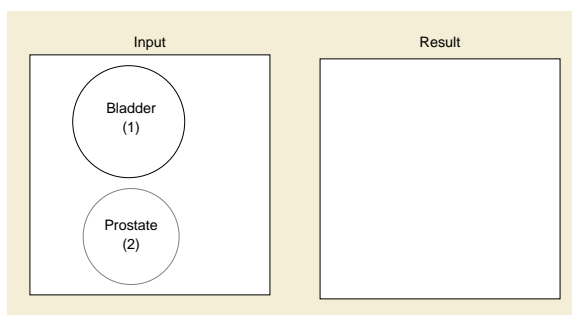 Input
Result
Bladder
(1)
Prostate
(2)